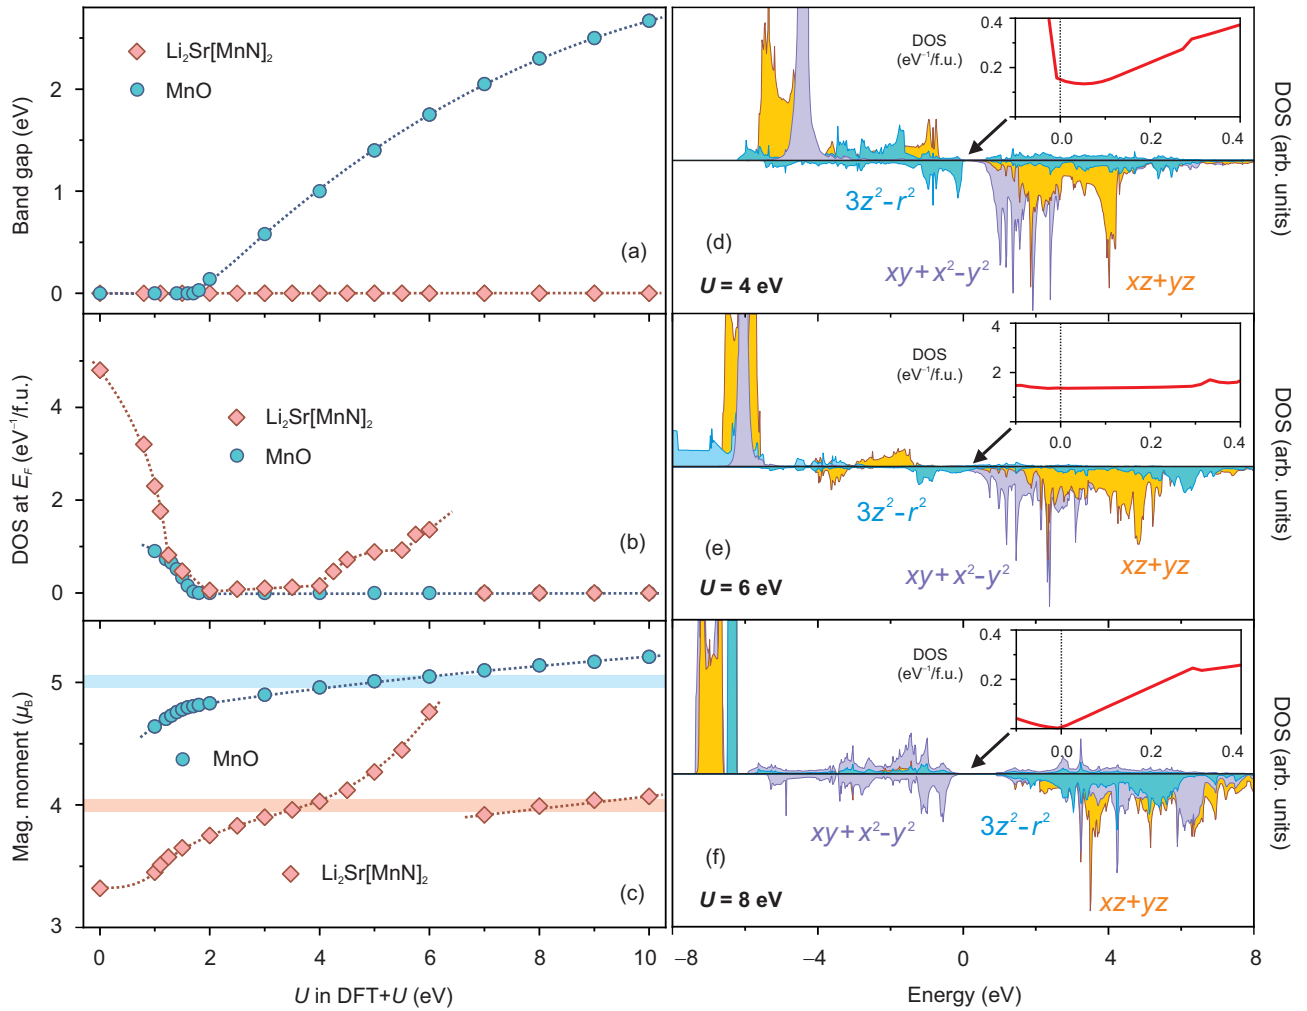 Band gap (eV)
2
1
0
Li₂Sr[MnN]₂
MnO
(a)
DOS at E_F (eV⁻¹/f.u.)
4
2
0
Li₂Sr[MnN]₂
MnO
(b)
Mag. moment (μ_B)
5
4
3
MnO
Li₂Sr[MnN]₂
(c)
0 2 4 6 8 10
U in DFT+U (eV)
DOS
(eV⁻¹/f.u.)
0.4
0.2
0.0 0.2 0.4
3z²–r²
(d)
xy+x²–y²
xz+yz
U = 4 eV
DOS (arb. units)
DOS
(eV⁻¹/f.u.)
4
2
0.0 0.2 0.4
3z²–r²
(e)
xy+x²–y²
xz+yz
U = 6 eV
DOS (arb. units)
DOS
(eV⁻¹/f.u.)
0.4
0.2
0.0 0.2 0.4
xy+x²–y²
3z²–r²
(f)
U = 8 eV
xz+yz
DOS (arb. units)
–8 –4 0 4 8
Energy (eV)